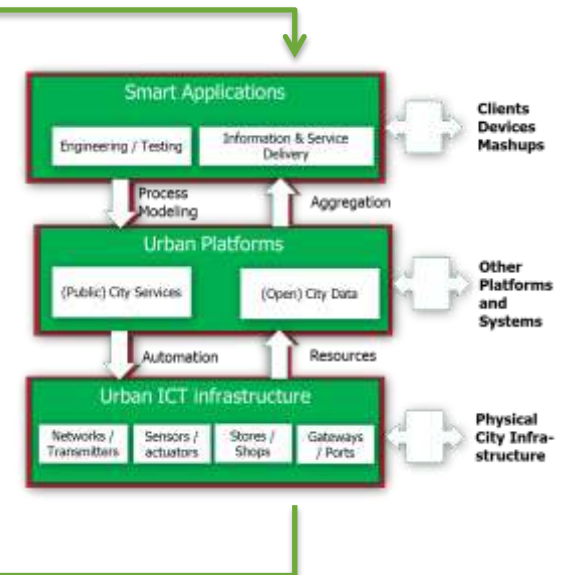 Smart Applications
Engineering / Testing
Information & Service
Delivery
Clients
Devices
Mashups
Process
Modeling
Aggregation
Urban Platforms
(Public) City Services
(Open) City Data
Other
Platforms
and
Systems
Automation
Resources
Urban ICT infrastructure
Networks /
Transmitters
Sensors /
actuators
Stores /
Shops
Gateways
/ Ports
Physical
City Infra-
structure